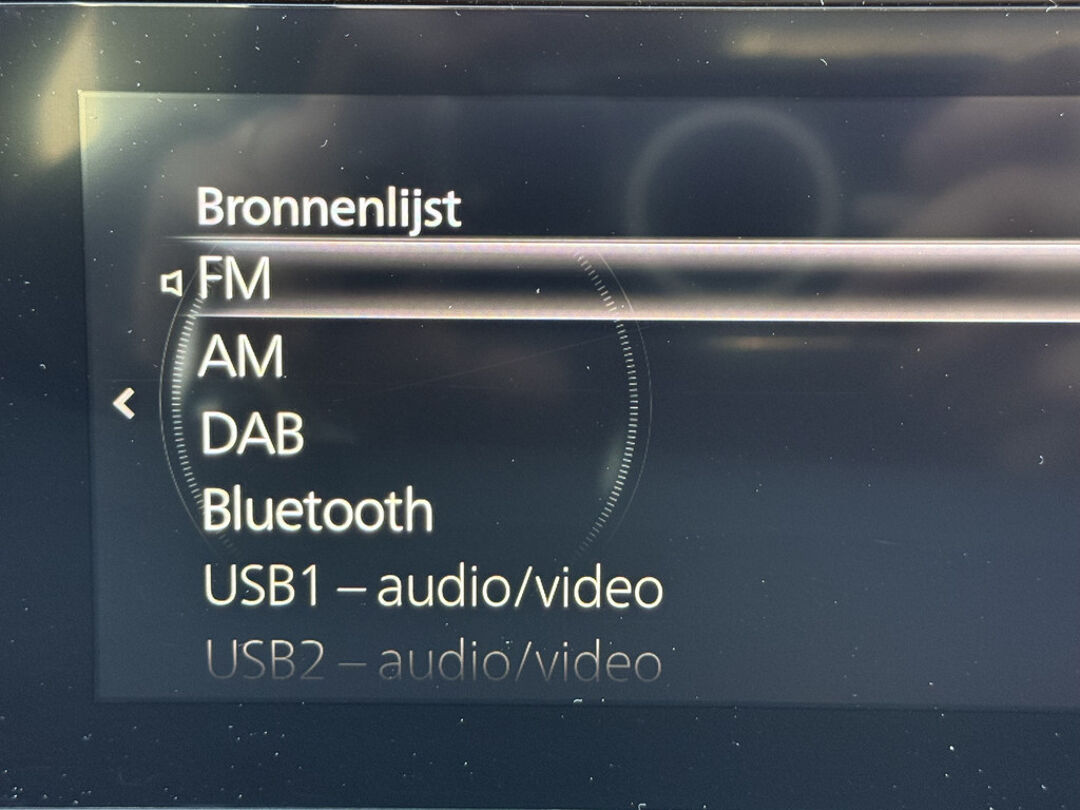 Bronnenlijst
FM
AM
DAB
Bluetooth
USB1 – audio/video
USB2 – audio/video